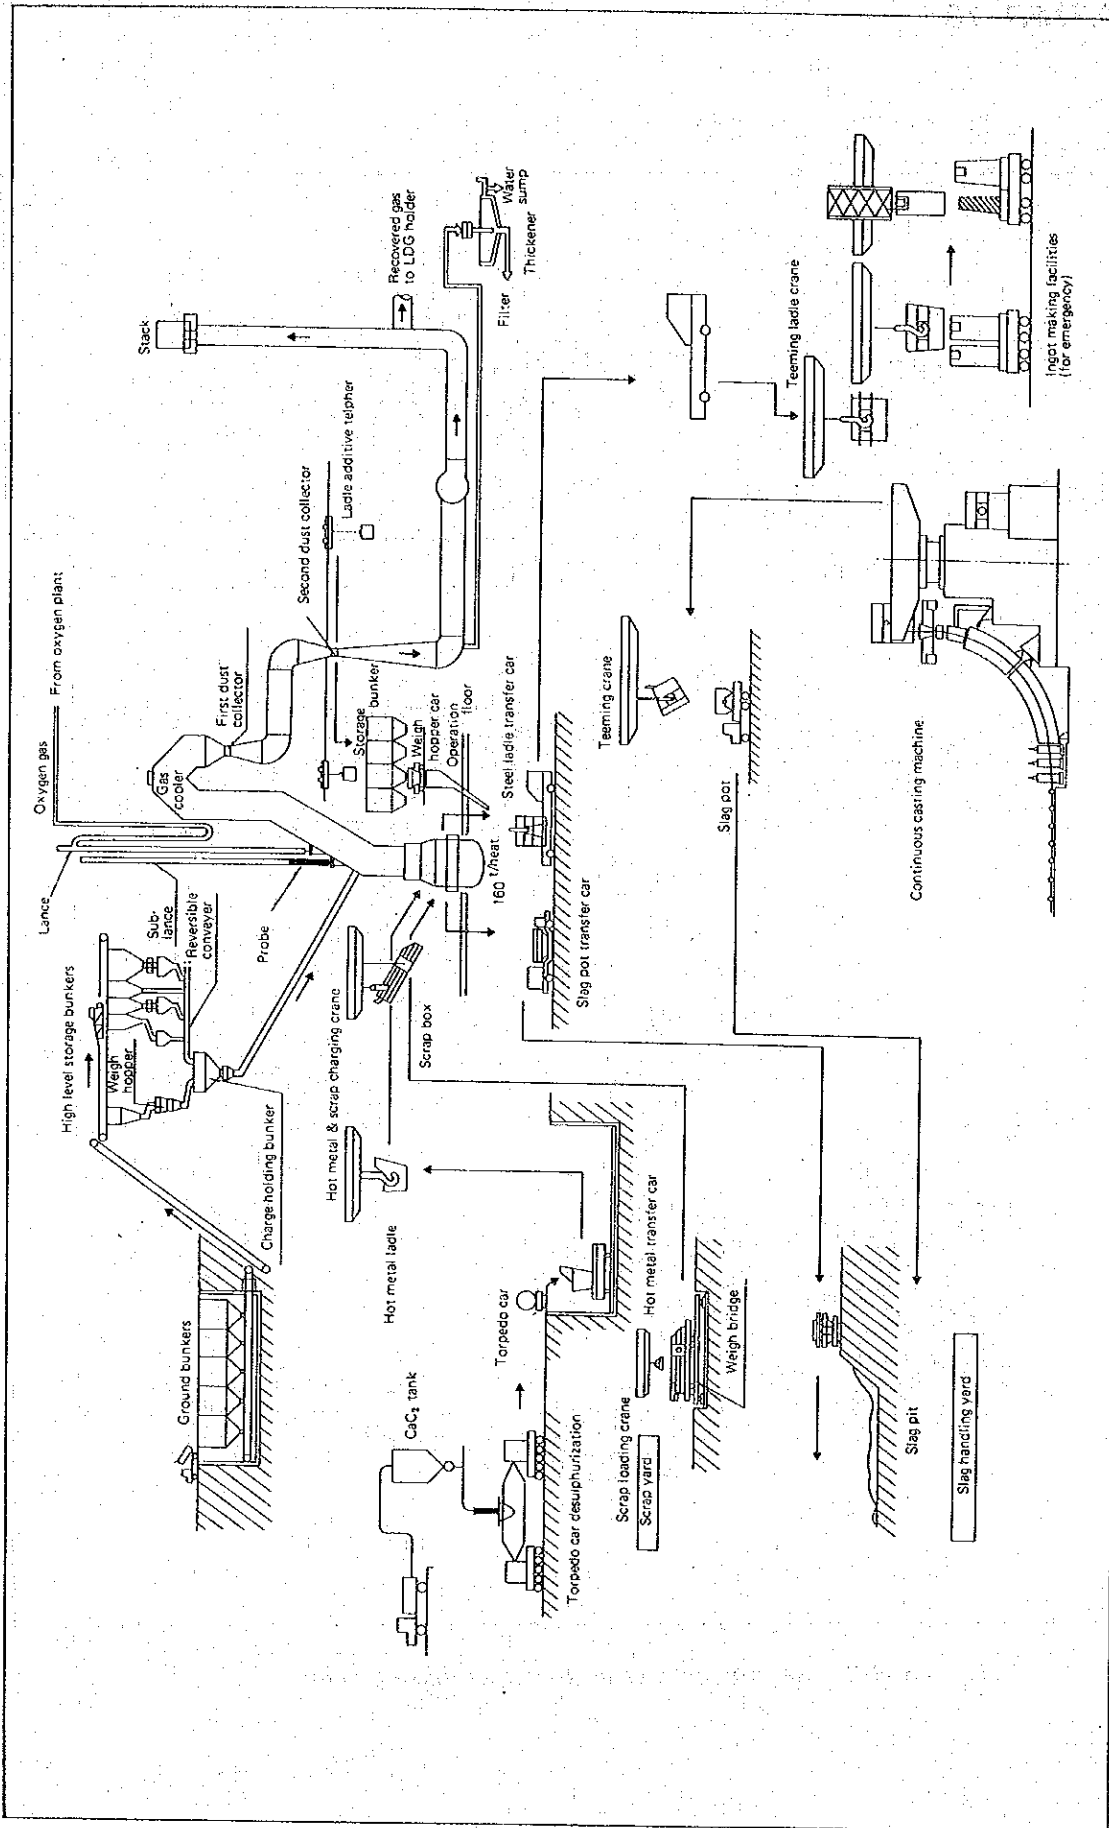 Ground bunkers
High level storage bunkers
Weigh
hopper
Charge holding bunker
Sub-
lance
Reversible
conveyer
Lance
Oxygen gas
From oxygen plant
Probe
Gas
cooler
First dust
collector
Second dust collector
Ladle additive telpher
Stack
Recovered gas
to LDG holder
Water
sump
Thickener
Filter
Storage
bunker
Weigh
hopper car
Operation
floor
160 t/heat
CaC₂ tank
Hot metal ladle
Hot metal & scrap charging crane
Scrap box
Torpedo car
Torpedo car desulphurization
Hot metal transfer car
Scrap loading crane
Scrap yard
Weigh bridge
Slag pot transfer car
Steel ladle transfer car
Teeming crane
Slag pot
Teeming ladle crane
Ingot making facilities
(for emergency)
Continuous casting machine
Slag pit
Slag handling yard